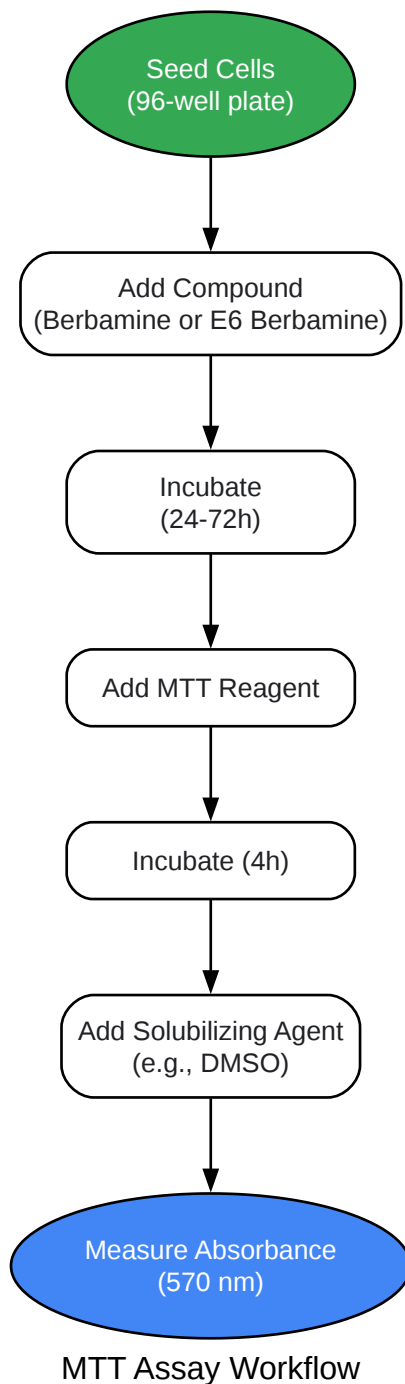 Seed Cells
(96-well plate)
Add Compound
(Berbamine or E6 Berbamine)
Incubate
(24-72h)
Add MTT Reagent
Incubate (4h)
Add Solubilizing Agent
(e.g., DMSO)
Measure Absorbance
(570 nm)
MTT Assay Workflow